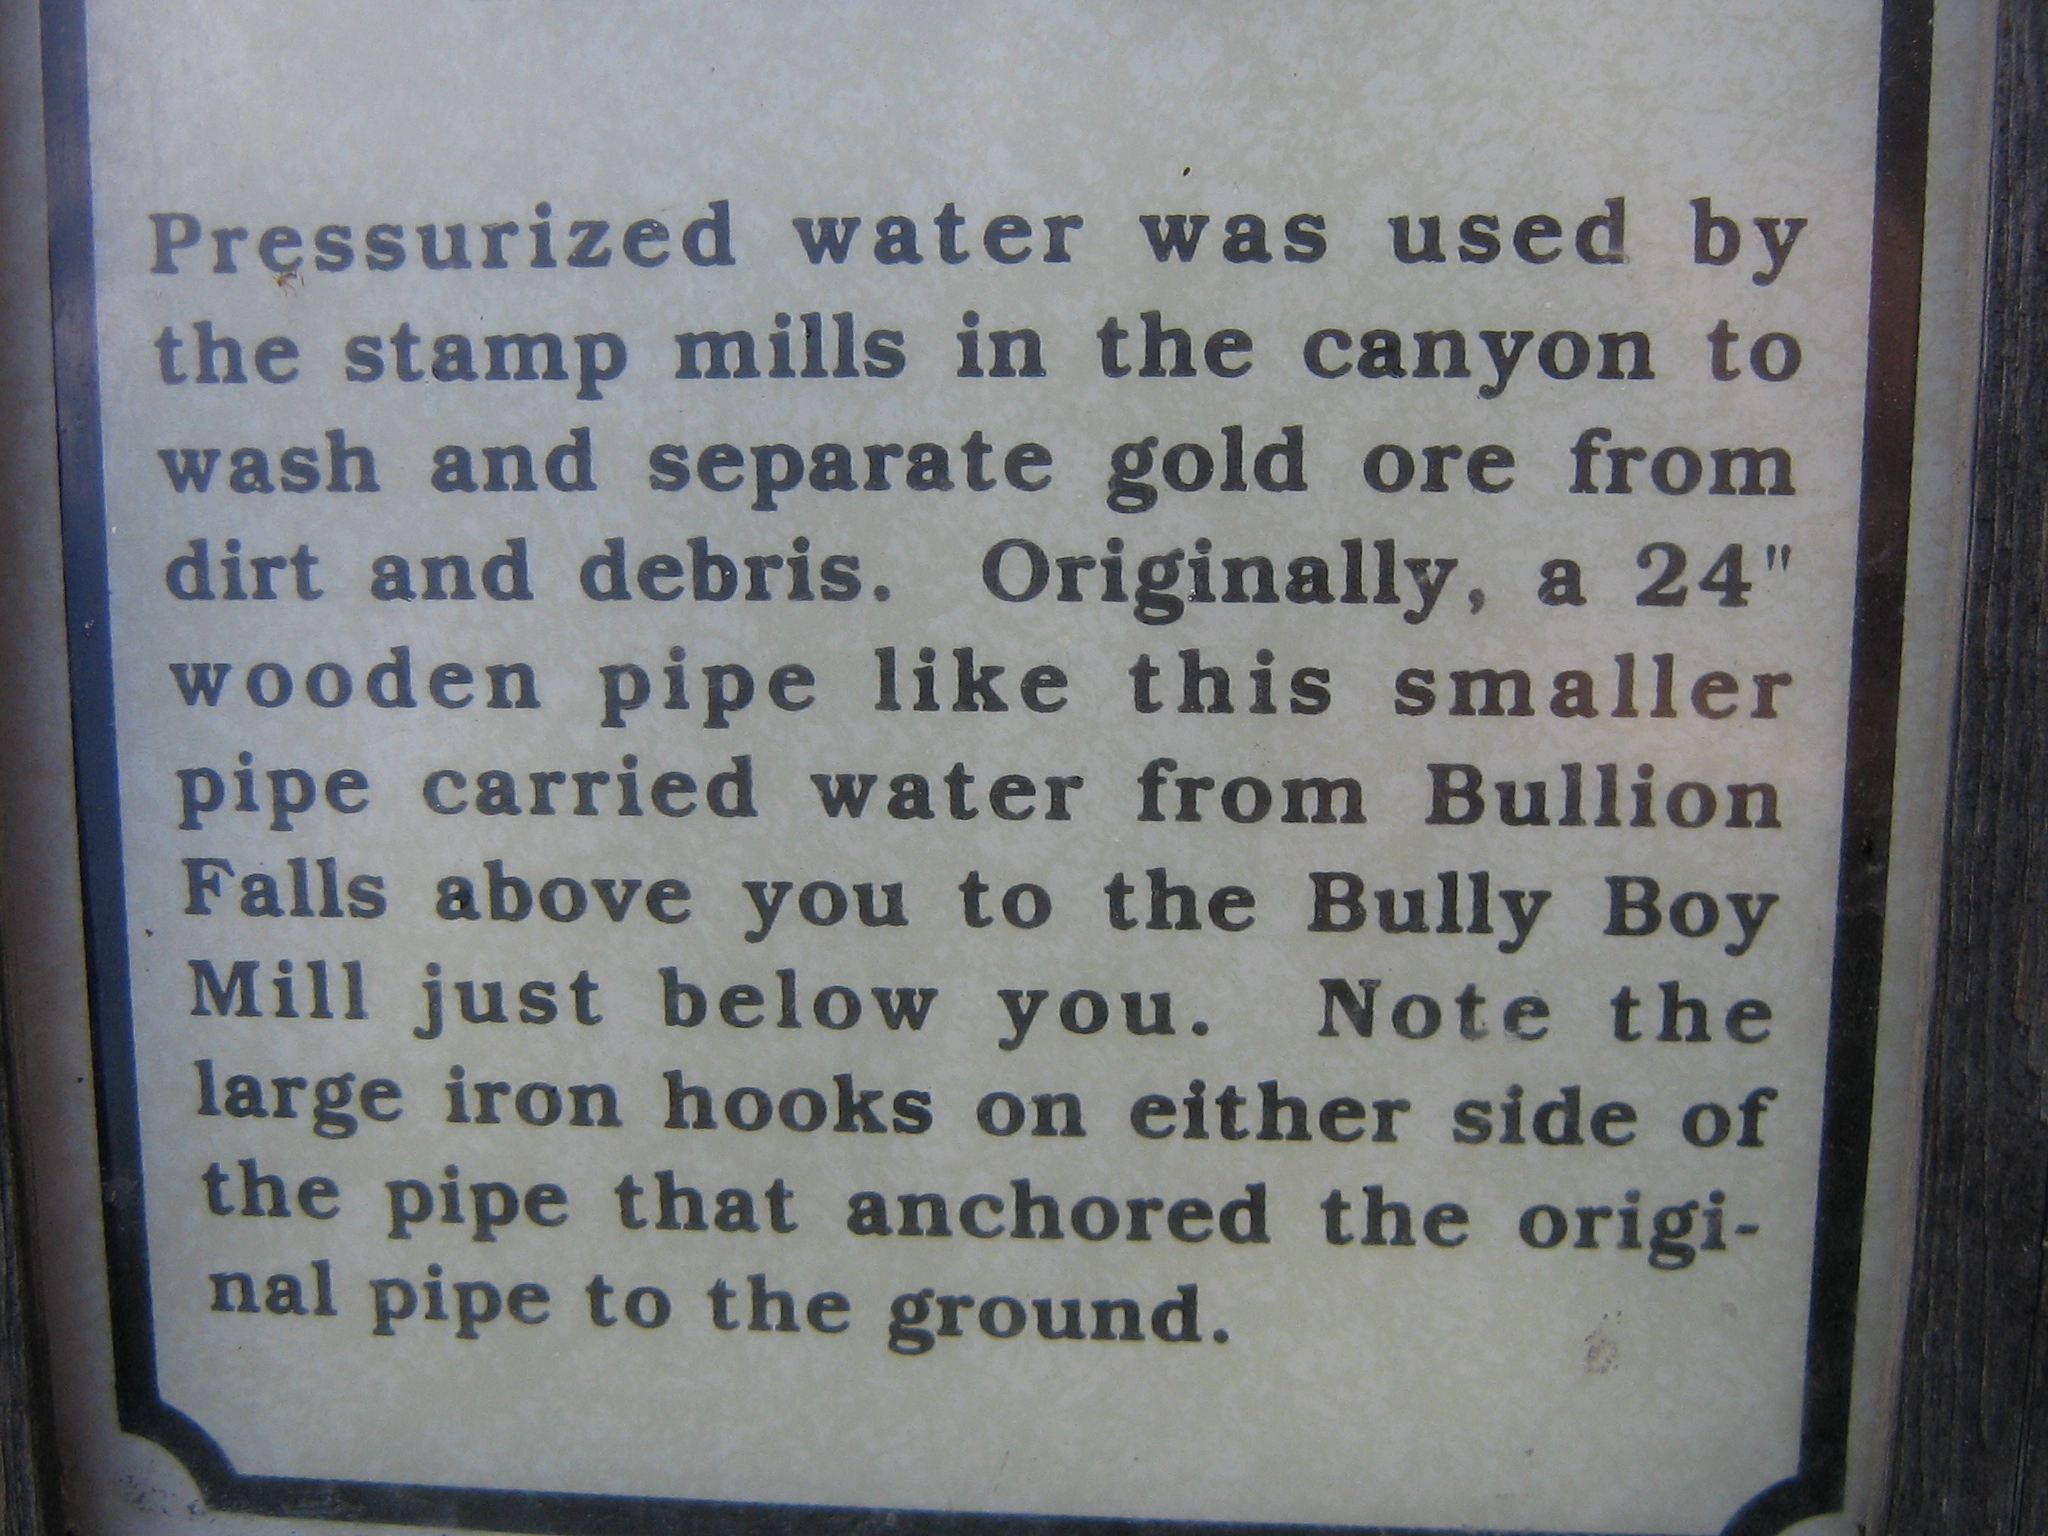 Pressurized water was used by
the stamp mills in the canyon to
wash and separate gold ore from
dirt and debris. Originally, a 24"
wooden pipe like this smaller
pipe carried water from Bullion
Falls above you to the Bully Boy
Mill just below you. Note the
large iron hooks on either side of
the pipe that anchored the origi-
nal pipe to the ground.